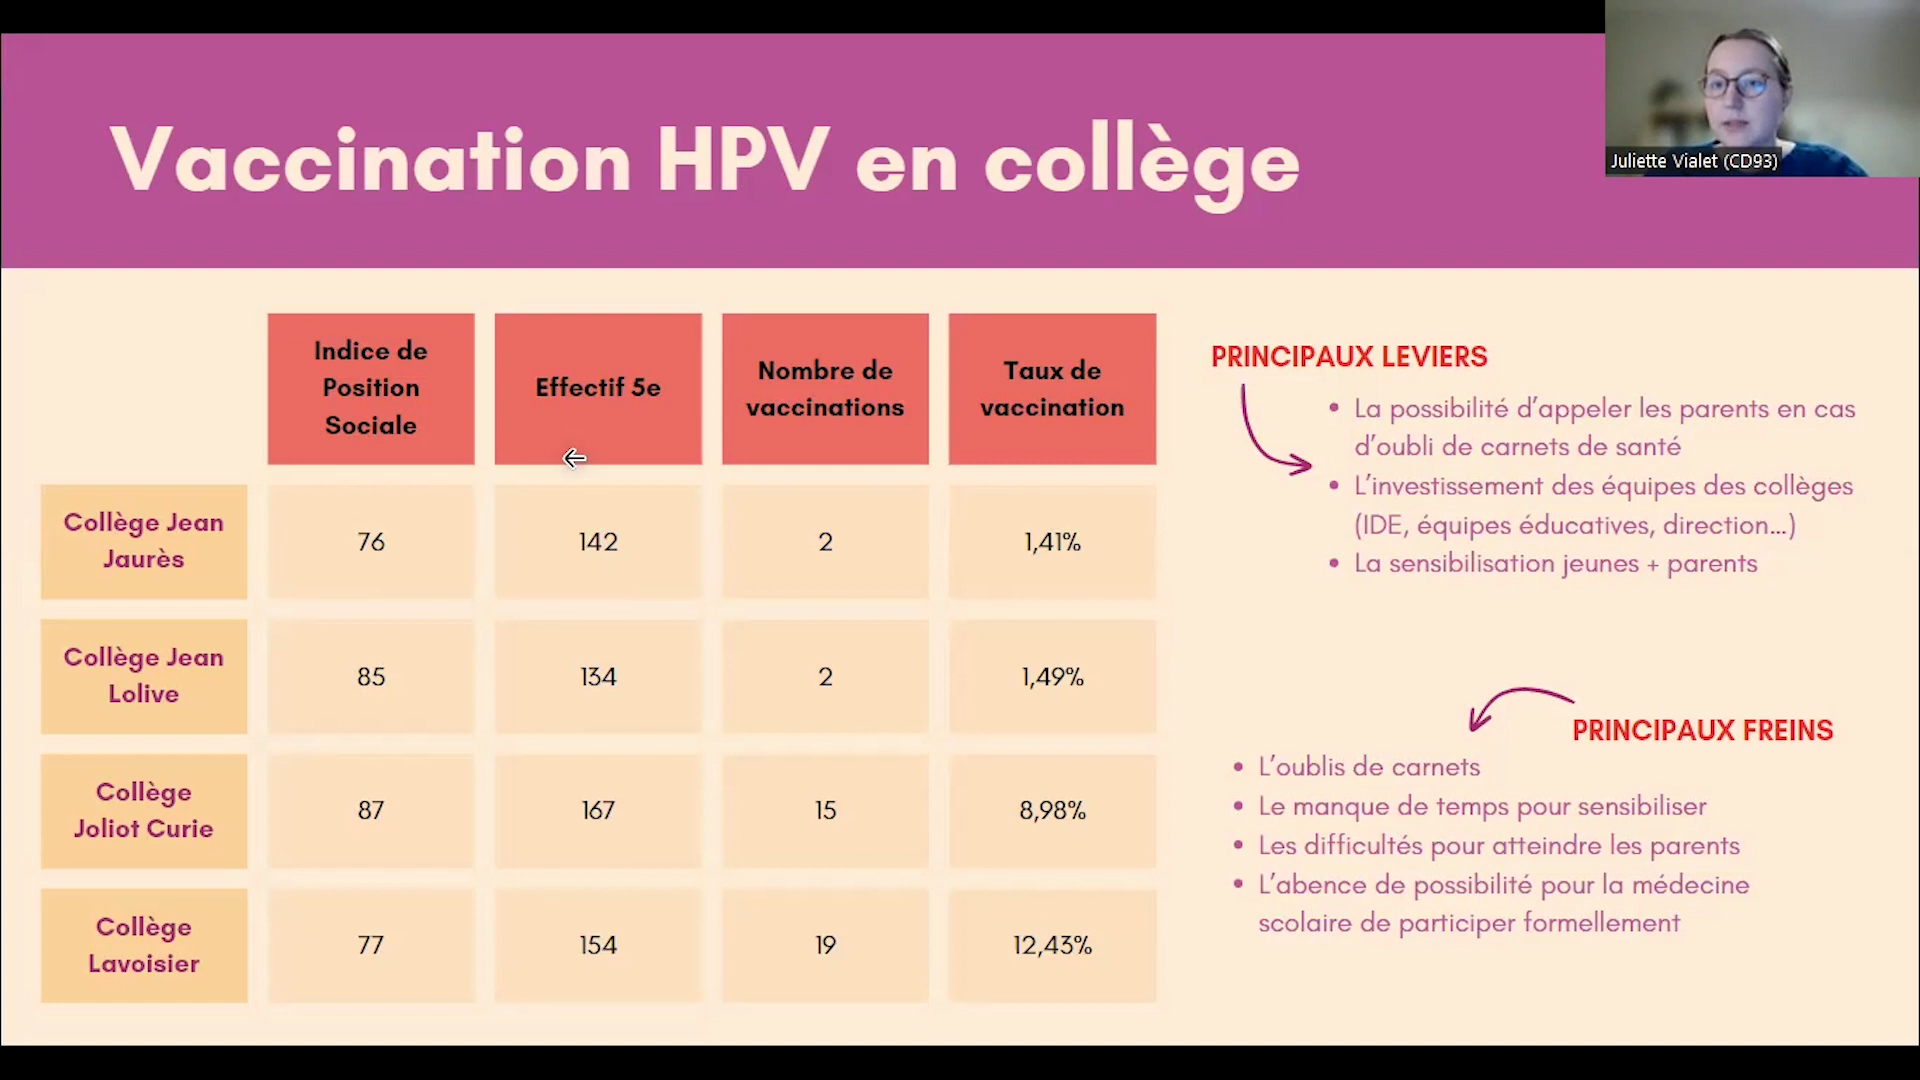 Vaccination HPV en collège
Juliette Vialet (CD93)
Indice de
Position
Sociale
Effectif 5e
Nombre de
vaccinations
Taux de
vaccination
Collège Jean
Jaurès
76
142
2
1,41%
Collège Jean
Lolive
85
134
2
1,49%
Collège
Joliot Curie
87
167
15
8,98%
Collège
Lavoisier
77
154
19
12,43%
PRINCIPAUX LEVIERS
• La possibilité d'appeler les parents en cas
d'oubli de carnets de santé
• L'investissement des équipes des collèges
(IDE, équipes éducatives, direction...)
• La sensibilisation jeunes + parents
PRINCIPAUX FREINS
• L'oublis de carnets
• Le manque de temps pour sensibiliser
• Les difficultés pour atteindre les parents
• L'abence de possibilité pour la médecine
scolaire de participer formellement